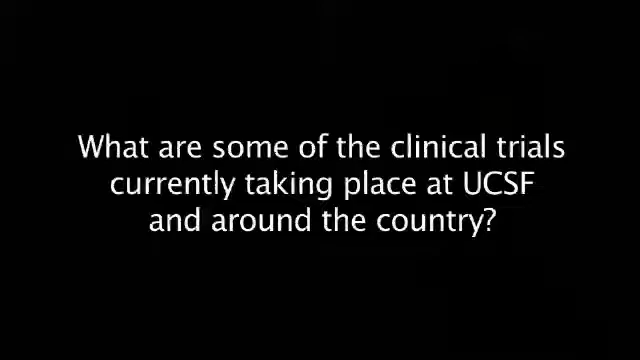 What are some of the clinical trials
currently taking place at UCSF
and around the country?